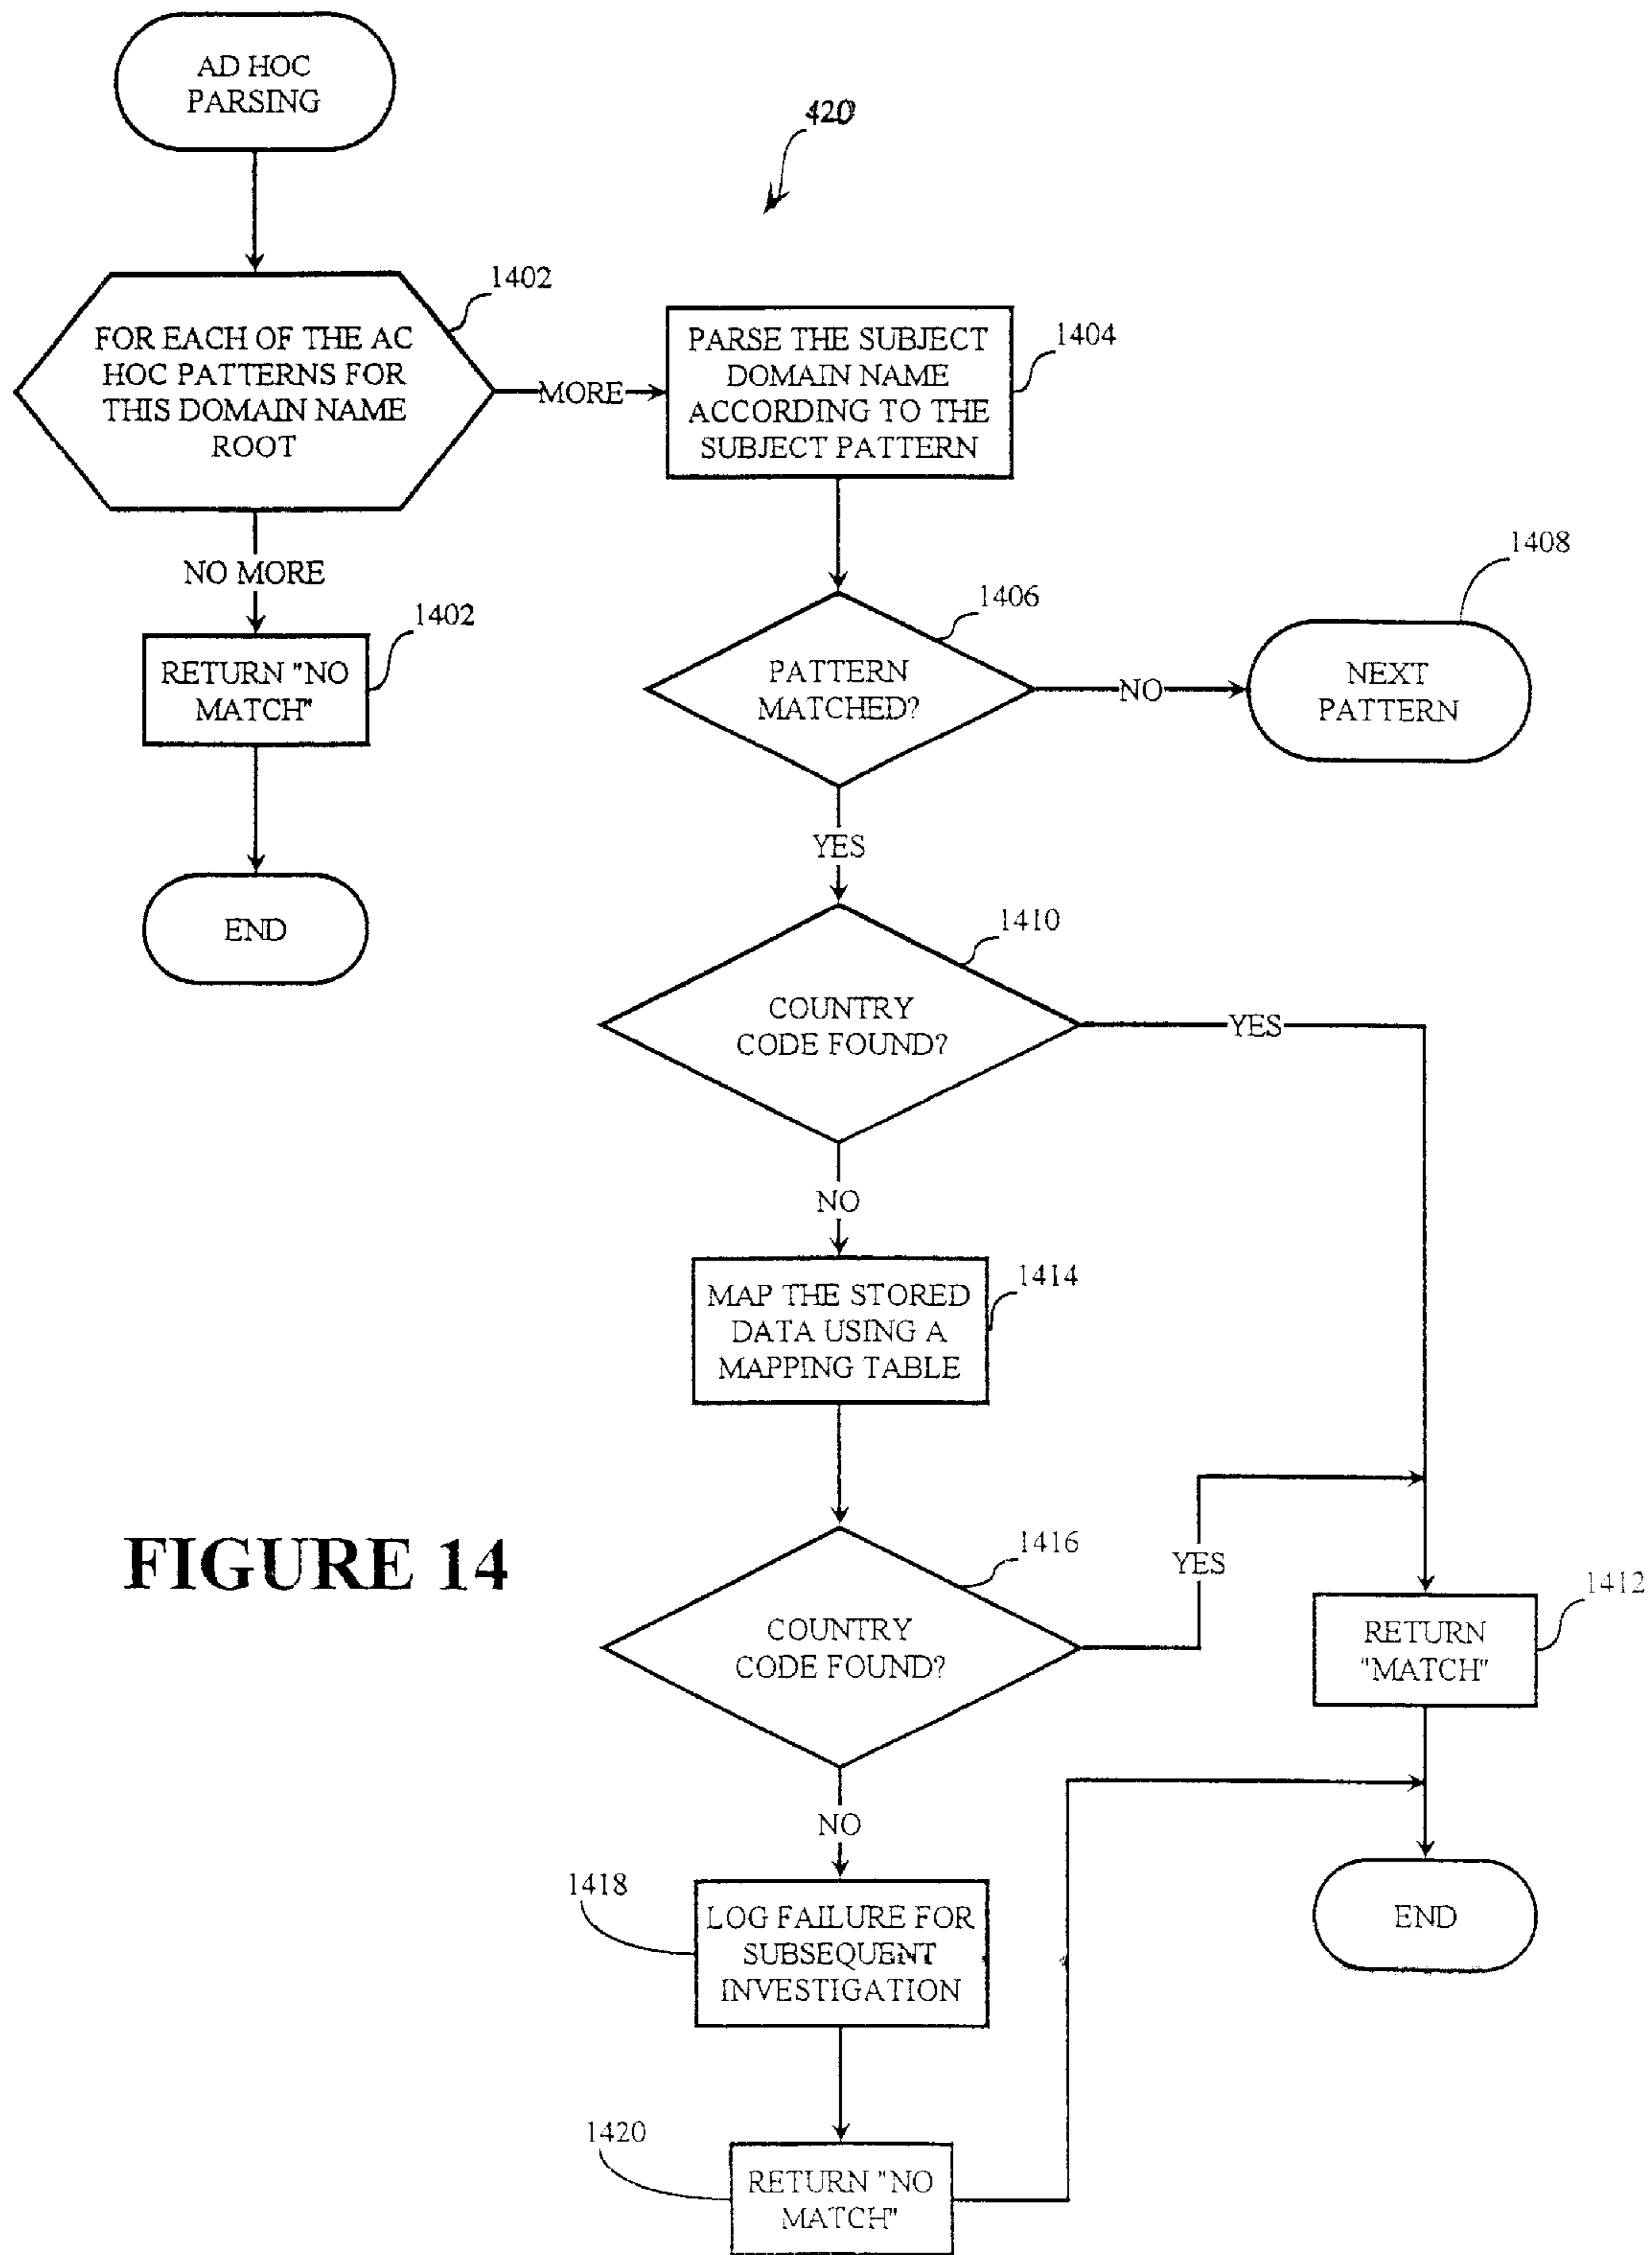 AD HOC
PARSING
420
1402
FOR EACH OF THE AC
HOC PATTERNS FOR
THIS DOMAIN NAME
ROOT
MORE
PARSE THE SUBJECT
DOMAIN NAME
ACCORDING TO THE
SUBJECT PATTERN
1404
NO MORE
1402
RETURN "NO
MATCH"
END
1406
PATTERN
MATCHED?
NO
1408
NEXT
PATTERN
YES
1410
COUNTRY
CODE FOUND?
YES
NO
MAP THE STORED
DATA USING A
MAPPING TABLE
1414
FIGURE 14
1416
COUNTRY
CODE FOUND?
YES
1412
RETURN
"MATCH"
NO
END
1418
LOG FAILURE FOR
SUBSEQUENT
INVESTIGATION
1420
RETURN "NO
MATCH"